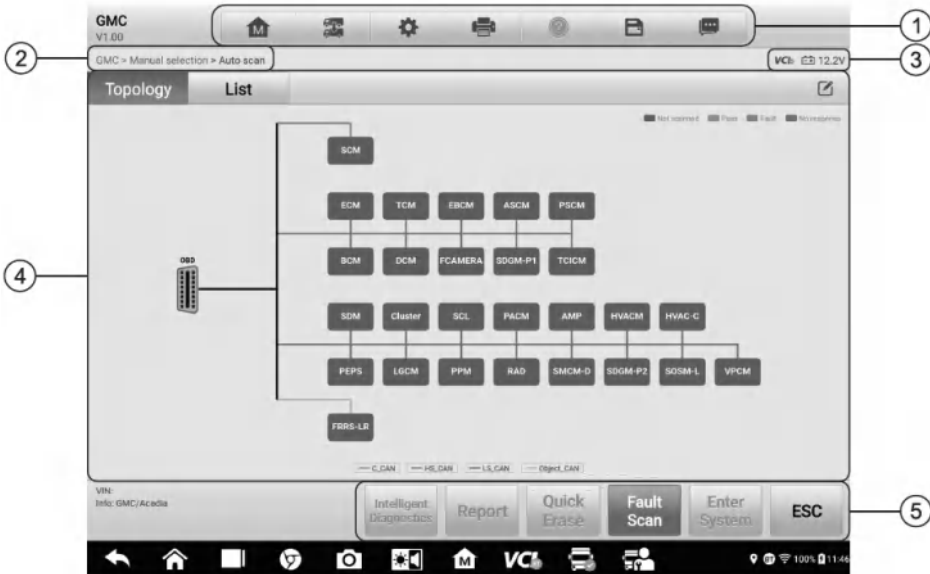 GMC
V1.00
M
1
2
GMC > Manual selection > Auto scan
VCI 12.2V
3
Topology List
Not scanned Pass Fault No response
SCM
ECM TCM EBCM ASCM PSCM
BCM DCM FCAMERA SDGM-P1 TCICM
OBD
4
SDM Cluster SCL PACM AMP HVACM HVAC-C
PEPS LGCM PPM RAD SMCM-D SDGM-P2 SOSM-L VPCM
FRRS-LR
C_CAN HS_CAN LS_CAN Object_CAN
VIN:
Info: GMC/Acadia
Intelligent Diagnostics
Report
Quick Erase
Fault Scan
Enter System
ESC
5
M VCI 100% 11:46